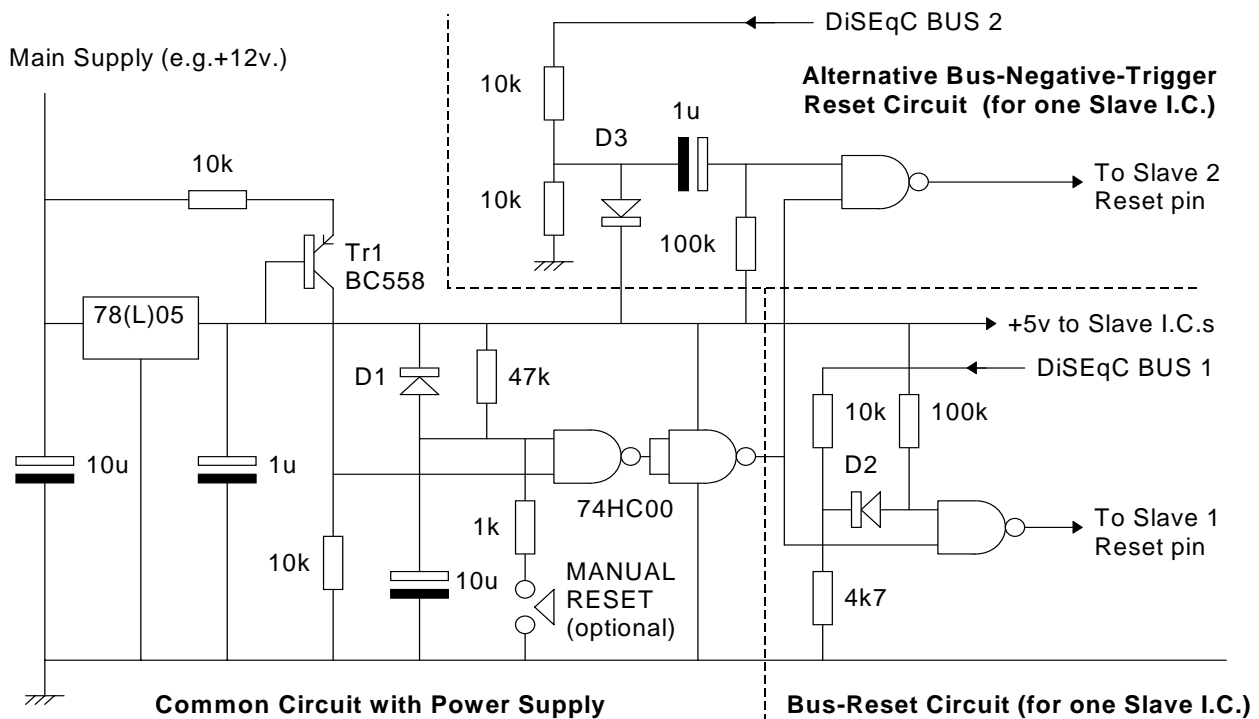 DiSEqC BUS 2
Main Supply (e.g.+12v.)
Alternative Bus-Negative-Trigger
Reset Circuit (for one Slave I.C.)
10k
1u
D3
10k
To Slave 2
Reset pin
10k
100k
Tr1
BC558
78(L)05
+5v to Slave I.C.s
D1
47k
DiSEqC BUS 1
10k
100k
10u
1u
D2
74HC00
1k
To Slave 1
Reset pin
10k
10u
MANUAL
RESET
(optional)
4k7
Common Circuit with Power Supply
Bus-Reset Circuit (for one Slave I.C.)